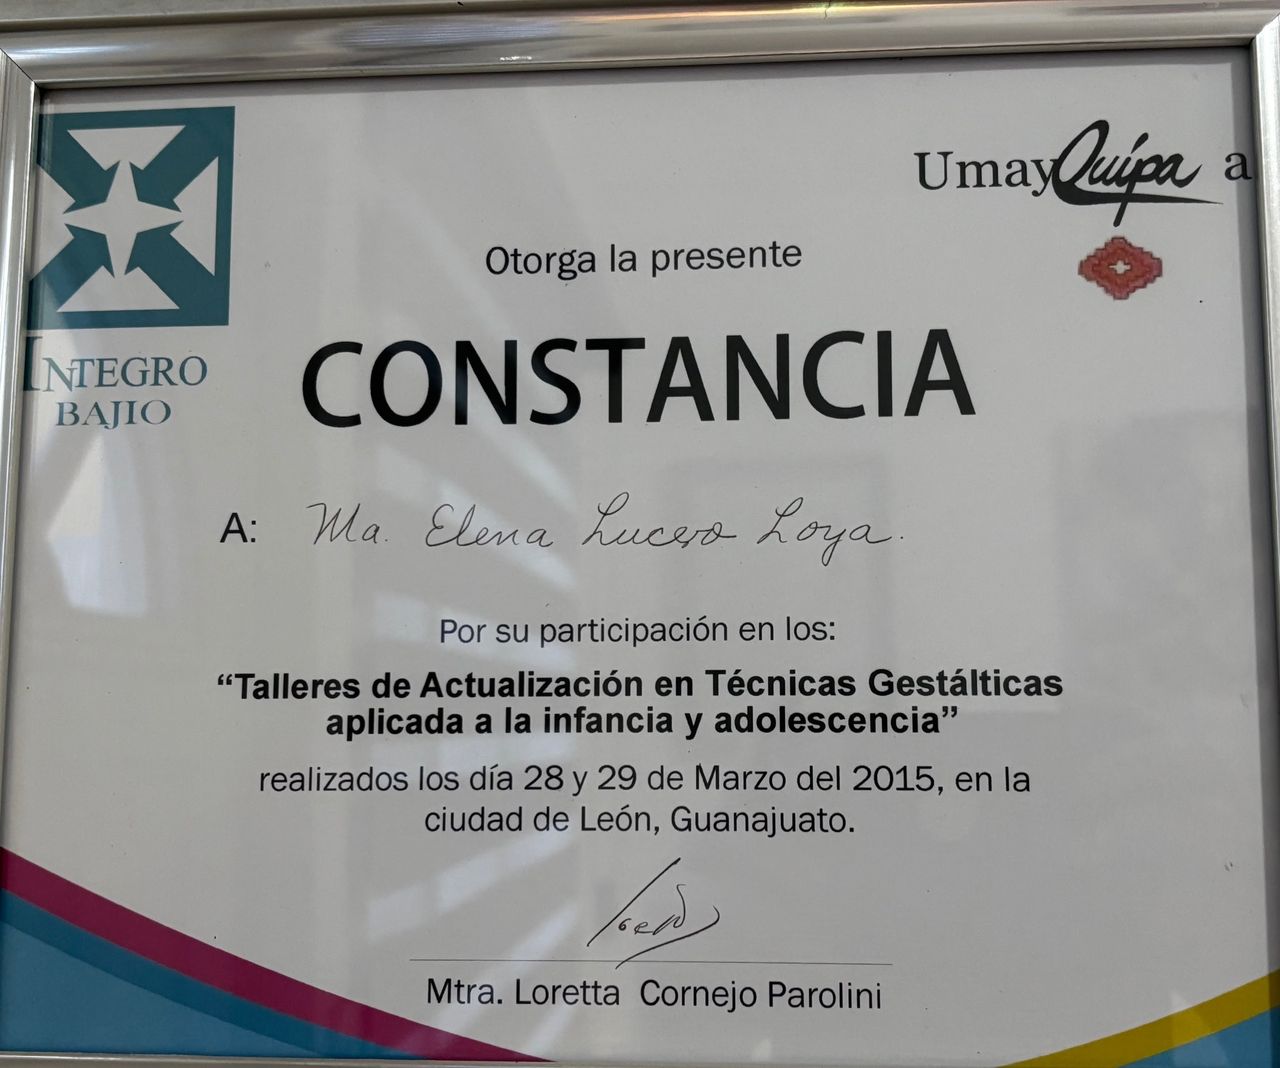 UmayQuipa a
Otorga la presente
CONSTANCIA
INTEGRO
BAJIO
A: Ma. Elena Lucero Loya.
Por su participación en los:
“Talleres de Actualización en Técnicas Gestálticas
aplicada a la infancia y adolescencia”
realizados los día 28 y 29 de Marzo del 2015, en la
ciudad de León, Guanajuato.
Mtra. Loretta Cornejo Parolini